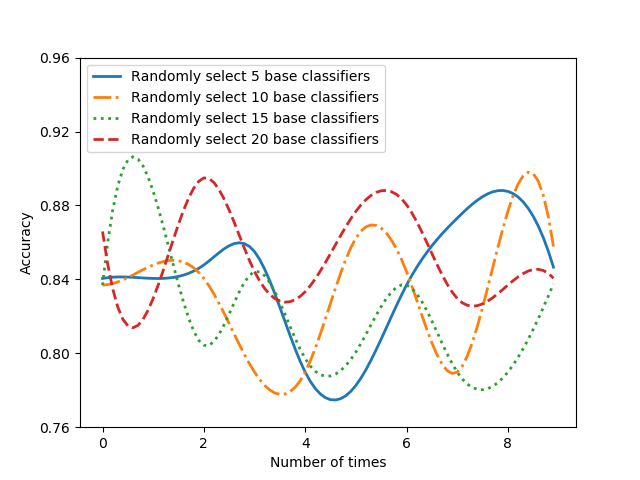 0.96
Randomly select 5 base classifiers
Randomly select 10 base classifiers
Randomly select 15 base classifiers
Randomly select 20 base classifiers
0.92
0.88
Accuracy
0.84
0.80
0.76
0 2 4 6 8
Number of times